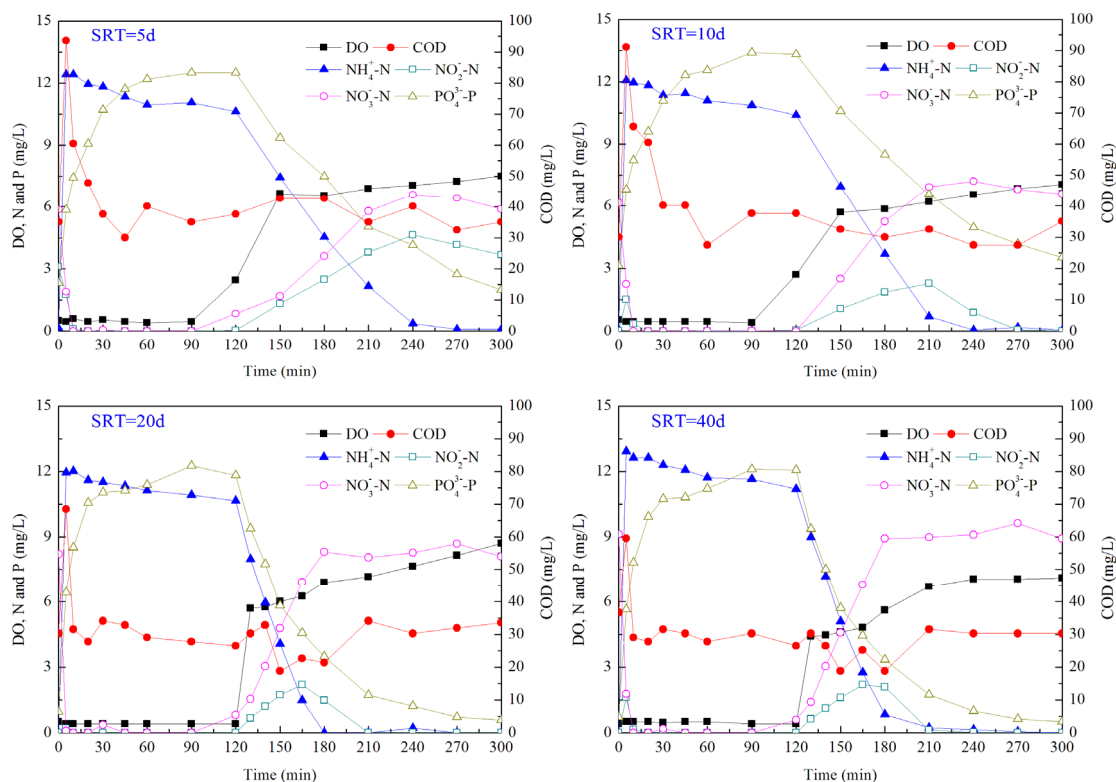 SRT=5d
DO COD
NH₄⁺-N NO₂⁻-N
NO₃⁻-N PO₄³⁻-P
DO, N and P (mg/L)
15
12
9
6
3
0
100
90
80
70
60
50
40
30
20
10
0
COD (mg/L)
0 30 60 90 120 150 180 210 240 270 300
Time (min)
SRT=10d
DO COD
NH₄⁺-N NO₂⁻-N
NO₃⁻-N PO₄³⁻-P
DO, N and P (mg/L)
15
12
9
6
3
0
100
90
80
70
60
50
40
30
20
10
0
COD (mg/L)
0 30 60 90 120 150 180 210 240 270 300
Time (min)
SRT=20d
DO COD
NH₄⁺-N NO₂⁻-N
NO₃⁻-N PO₄³⁻-P
DO, N and P (mg/L)
15
12
9
6
3
0
100
90
80
70
60
50
40
30
20
10
0
COD (mg/L)
0 30 60 90 120 150 180 210 240 270 300
Time (min)
SRT=40d
DO COD
NH₄⁺-N NO₂⁻-N
NO₃⁻-N PO₄³⁻-P
DO, N and P (mg/L)
15
12
9
6
3
0
100
90
80
70
60
50
40
30
20
10
0
COD (mg/L)
0 30 60 90 120 150 180 210 240 270 300
Time (min)